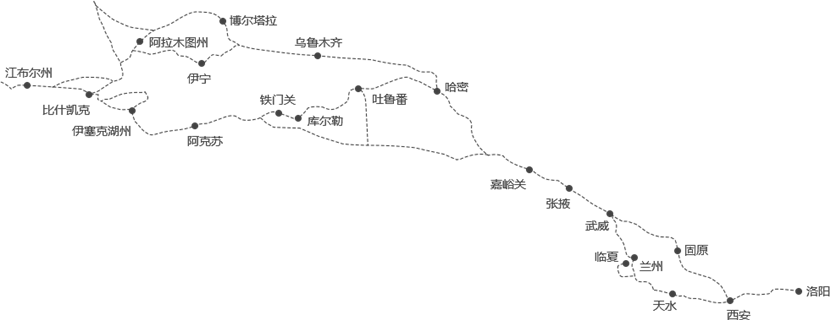 博尔塔拉
阿拉木图州
乌鲁木齐
江布尔州
伊宁
哈密
比什凯克
铁门关
吐鲁番
伊塞克湖州
库尔勒
阿克苏
嘉峪关
张掖
武威
固原
临夏
兰州
洛阳
天水
西安